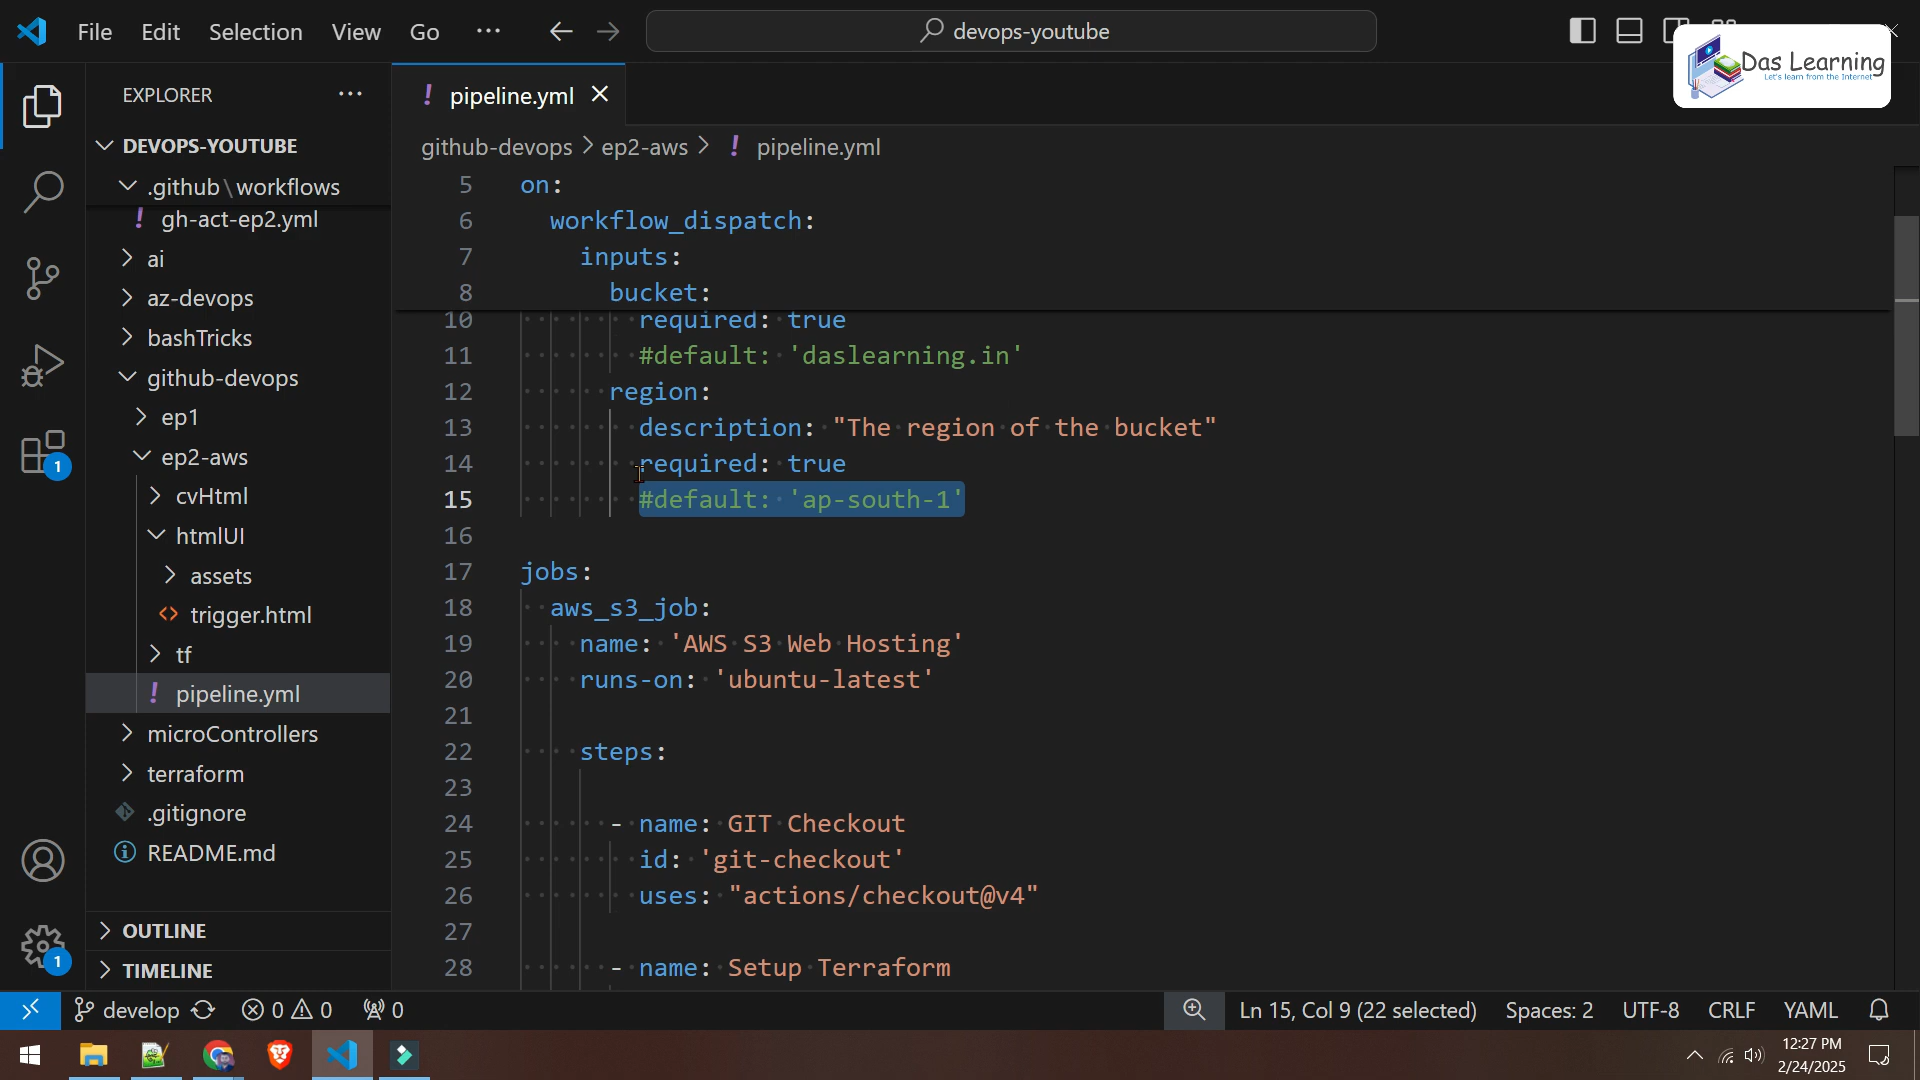 File Edit Selection View Go ··· devops-youtube
Das Learning
Let's learn from the Internet
EXPLORER ···
DEVOPS-YOUTUBE
.github\workflows
! gh-act-ep2.yml
ai
az-devops
bashTricks
github-devops
ep1
ep2-aws
cvHtml
htmlUI
assets
<> trigger.html
tf
! pipeline.yml
microControllers
terraform
.gitignore
README.md
OUTLINE
TIMELINE
1
1
! pipeline.yml
github-devops > ep2-aws > ! pipeline.yml
5 on:
6 workflow_dispatch:
7 inputs:
8 bucket:
10 required: true
11 #default: 'daslearning.in'
12 region:
13 description: "The region of the bucket"
14 required: true
15 #default: 'ap-south-1'
16
17 jobs:
18 aws_s3_job:
19 name: 'AWS S3 Web Hosting'
20 runs-on: 'ubuntu-latest'
21
22 steps:
23
24 - name: GIT Checkout
25 id: 'git-checkout'
26 uses: "actions/checkout@v4"
27
28 - name: Setup Terraform
develop 0 0 0 Ln 15, Col 9 (22 selected) Spaces: 2 UTF-8 CRLF YAML
12:27 PM
2/24/2025